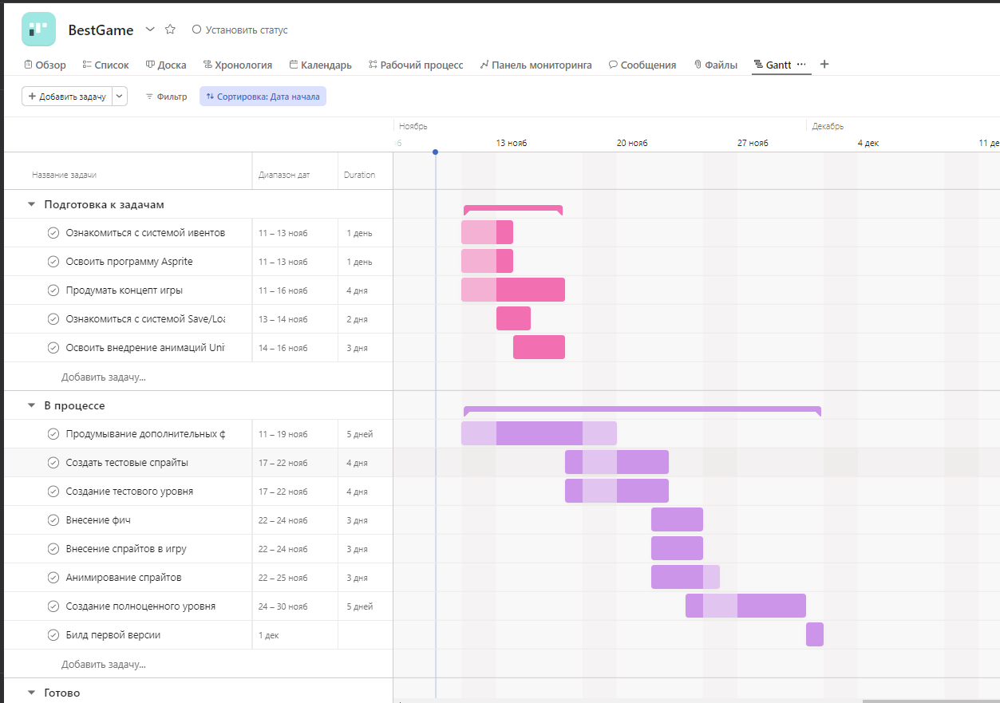 BestGame
Установить статус
Обзор Список Доска Хронология Календарь Рабочий процесс Панель мониторинга Сообщения Файлы Gantt
Добавить задачу Фильтр Сортировка: Дата начала
Ноябрь Декабрь
13 нояб 20 нояб 27 нояб 4 дек 11 де
Название задачи Диапазон дат Duration
Подготовка к задачам
Ознакомиться с системой ивентов 11 – 13 нояб 1 день
Освоить программу Asprite 11 – 13 нояб 1 день
Продумать концепт игры 11 – 16 нояб 4 дня
Ознакомиться с системой Save/Loa 13 – 14 нояб 2 дня
Освоить внедрение анимаций Uni 14 – 16 нояб 3 дня
Добавить задачу...
В процессе
Продумывание дополнительных ф 11 – 19 нояб 5 дней
Создать тестовые спрайты 17 – 22 нояб 4 дня
Создание тестового уровня 17 – 22 нояб 4 дня
Внесение фич 22 – 24 нояб 3 дня
Внесение спрайтов в игру 22 – 24 нояб 3 дня
Анимирование спрайтов 22 – 25 нояб 3 дня
Создание полноценного уровня 24 – 30 нояб 5 дней
Билд первой версии 1 дек
Добавить задачу...
Готово